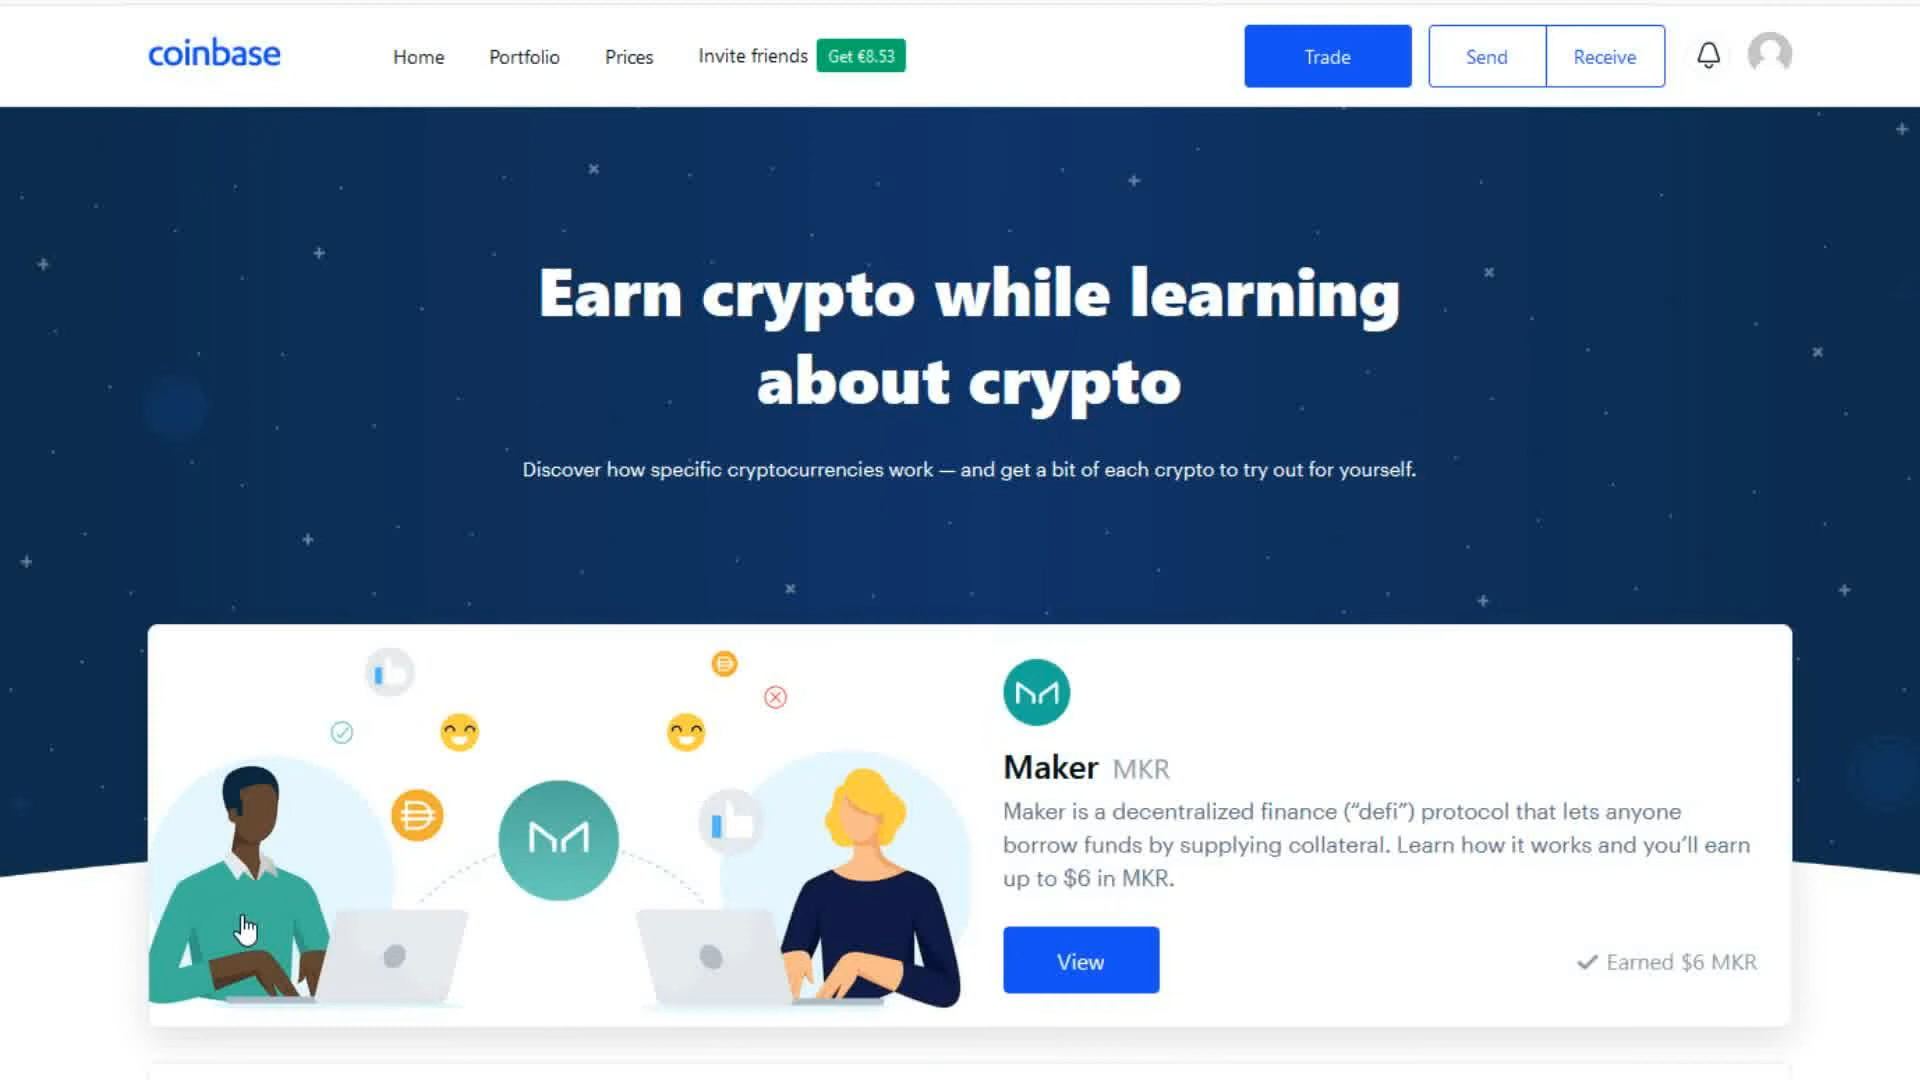 coinbase
Home
Portfolio
Prices
Invite friends
Get €8.53
Trade
Send
Receive
Earn crypto while learning
about crypto
Discover how specific cryptocurrencies work — and get a bit of each crypto to try out for yourself.
Maker MKR
Maker is a decentralized finance (“defi”) protocol that lets anyone
borrow funds by supplying collateral. Learn how it works and you’ll earn
up to $6 in MKR.
View
Earned $6 MKR